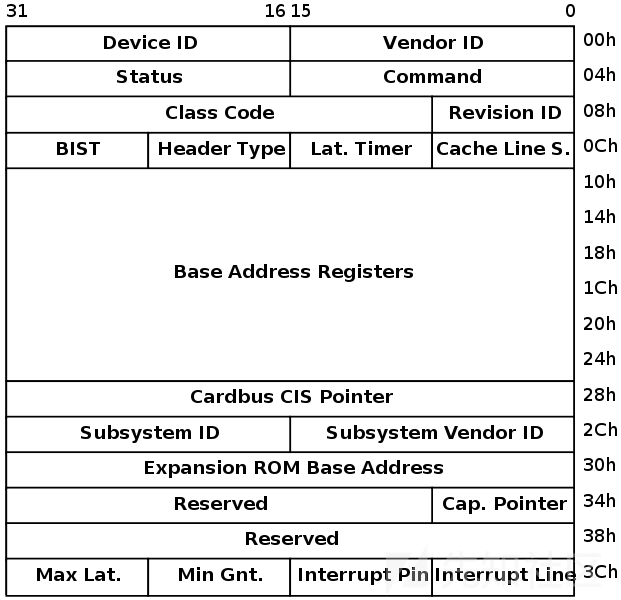 31 16 15 0
Device ID Vendor ID 00h
Status Command 04h
Class Code Revision ID 08h
BIST Header Type Lat. Timer Cache Line S. 0Ch
10h
14h
18h
Base Address Registers
1Ch
20h
24h
Cardbus CIS Pointer 28h
Subsystem ID Subsystem Vendor ID 2Ch
Expansion ROM Base Address 30h
Reserved Cap. Pointer 34h
Reserved 38h
Max Lat. Min Gnt. Interrupt Pin Interrupt Line 3Ch